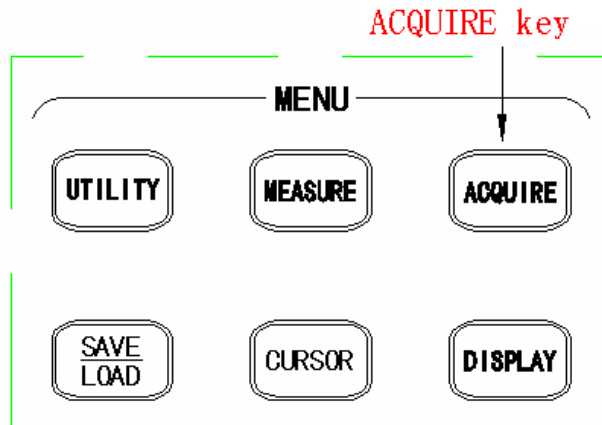 ACQUIRE key
MENU
UTILITY
MEASURE
ACQUIRE
SAVE
LOAD
CURSOR
DISPLAY